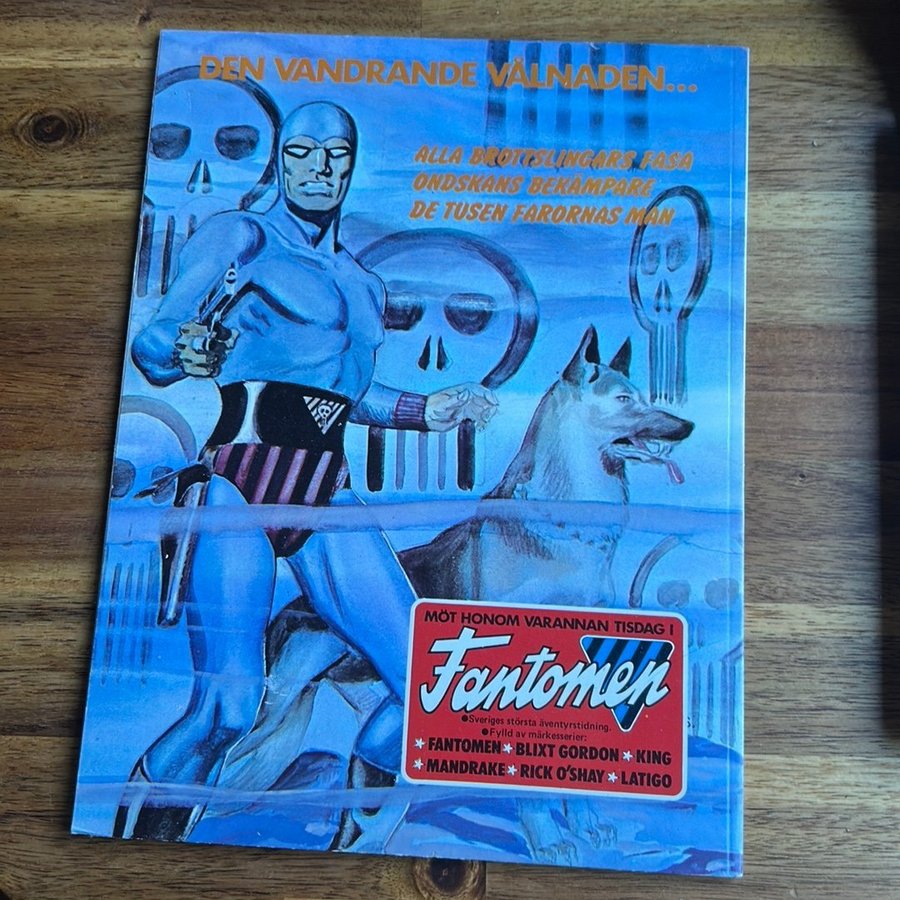 DEN VANDRANDE VÅLNADEN...
ALLA BROTTSLINGARS FASA
ONDSKANS BEKÄMPARE
DE TUSEN FARORNAS MAN
MÖT HONOM VARANNAN TISDAG I
Fantomen
●Sveriges största äventyrstidning.
●Fylld av märkesserier:
★FANTOMEN★BLIXT GORDON★KING
★MANDRAKE★RICK O'SHAY★LATIGO